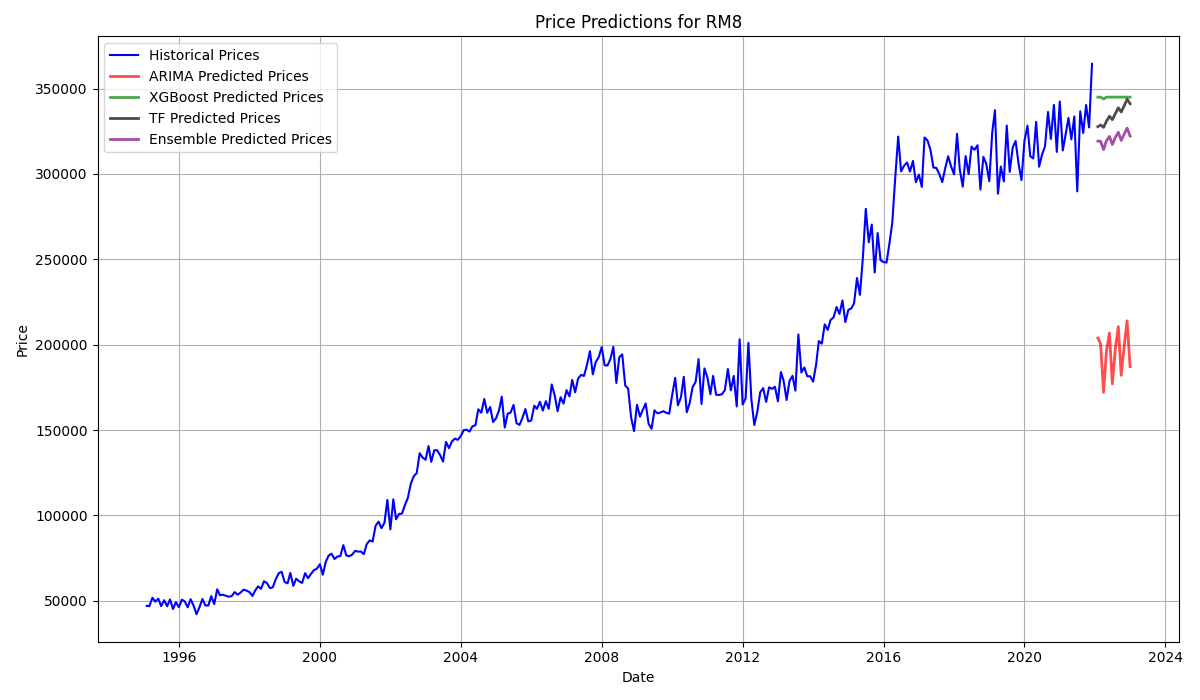 Price Predictions for RM8
Historical Prices
ARIMA Predicted Prices
XGBoost Predicted Prices
TF Predicted Prices
Ensemble Predicted Prices
350000
300000
250000
200000
150000
100000
50000
Price
1996 2000 2004 2008 2012 2016 2020 2024
Date